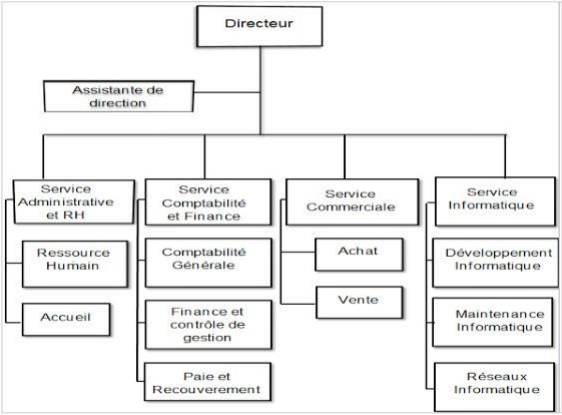 Directeur
Assistante de
direction
Service
Administrative
et RH
Ressource
Humain
Accueil
Service
Comptabilité
et Finance
Comptabilité
Générale
Finance et
contrôle de
gestion
Paie et
Recouverement
Service
Commerciale
Achat
Vente
Service
Informatique
Développement
Informatique
Maintenance
Informatique
Réseaux
Informatique